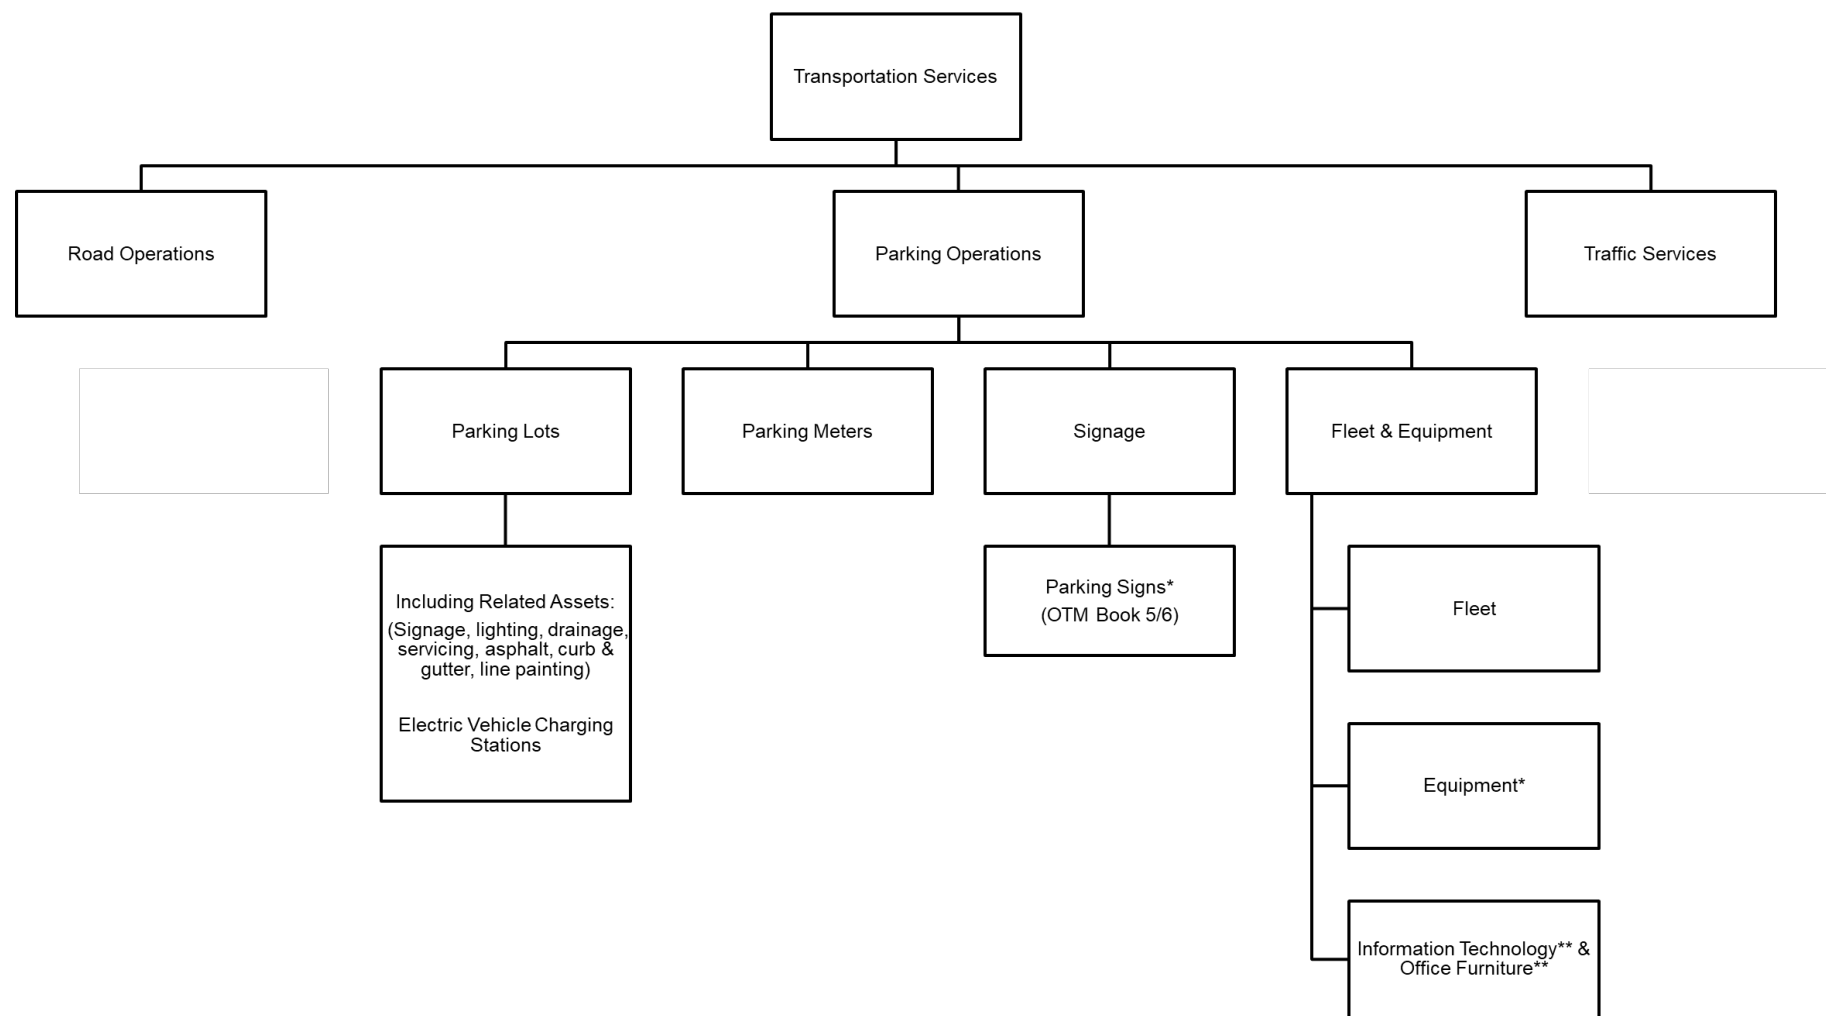 Transportation Services
Road Operations
Parking Operations
Traffic Services
Parking Lots
Parking Meters
Signage
Fleet & Equipment
Including Related Assets:
(Signage, lighting, drainage,
servicing, asphalt, curb &
gutter, line painting)
Electric Vehicle Charging
Stations
Parking Signs*
(OTM Book 5/6)
Fleet
Equipment*
Information Technology** &
Office Furniture**